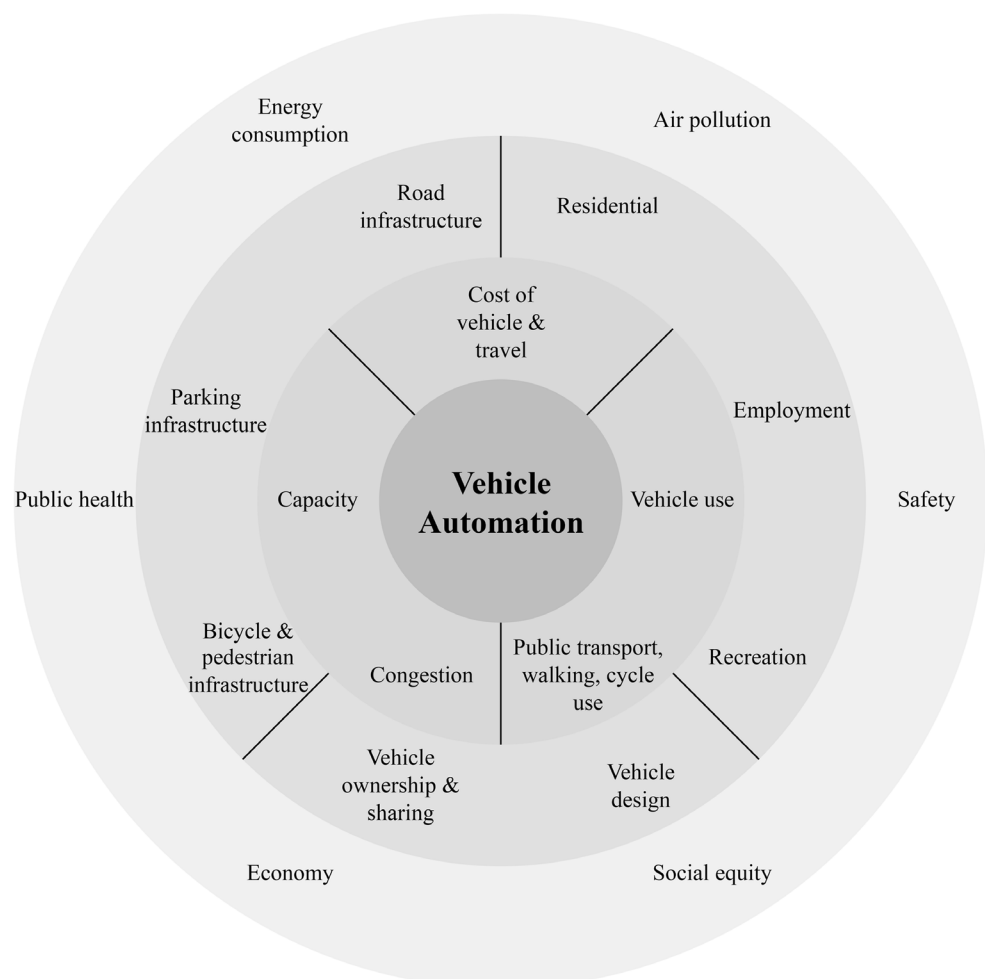 Energy
consumption
Air pollution
Road
infrastructure
Residential
Cost of
vehicle &
travel
Parking
infrastructure
Employment
Public health
Capacity
Vehicle
Automation
Vehicle use
Safety
Bicycle &
pedestrian
infrastructure
Congestion
Public transport,
walking, cycle
use
Recreation
Vehicle
ownership &
sharing
Vehicle
design
Economy
Social equity